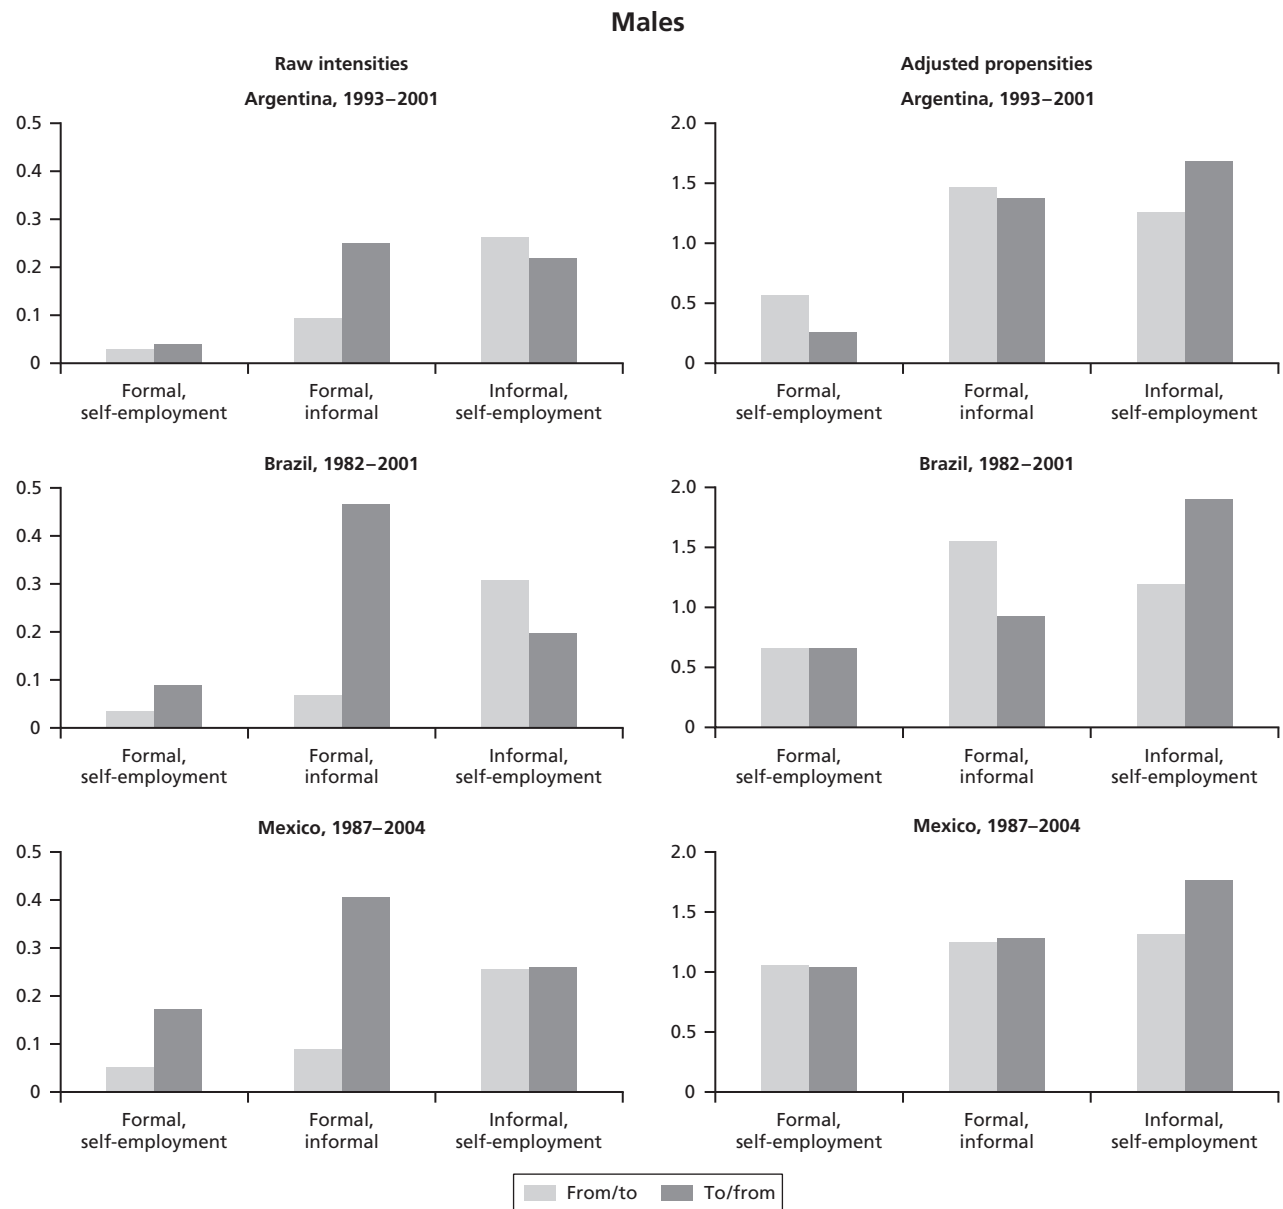 Males
Raw intensities
Argentina, 1993–2001
0.5
0.4
0.3
0.2
0.1
0
Formal,
self-employment
Formal,
informal
Informal,
self-employment
Adjusted propensities
Argentina, 1993–2001
2.0
1.5
1.0
0.5
0
Formal,
self-employment
Formal,
informal
Informal,
self-employment
Brazil, 1982–2001
0.5
0.4
0.3
0.2
0.1
0
Formal,
self-employment
Formal,
informal
Informal,
self-employment
Brazil, 1982–2001
2.0
1.5
1.0
0.5
0
Formal,
self-employment
Formal,
informal
Informal,
self-employment
Mexico, 1987–2004
0.5
0.4
0.3
0.2
0.1
0
Formal,
self-employment
Formal,
informal
Informal,
self-employment
Mexico, 1987–2004
2.0
1.5
1.0
0.5
0
Formal,
self-employment
Formal,
informal
Informal,
self-employment
From/to
To/from